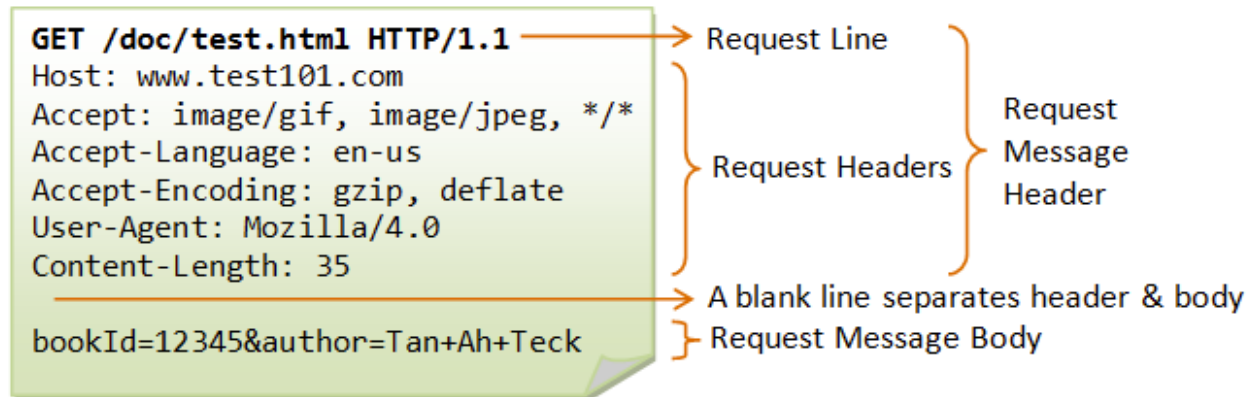 GET /doc/test.html HTTP/1.1
Host: www.test101.com
Accept: image/gif, image/jpeg, */*
Accept-Language: en-us
Accept-Encoding: gzip, deflate
User-Agent: Mozilla/4.0
Content-Length: 35
bookId=12345&author=Tan+Ah+Teck
Request Line
Request Headers
Request
Message
Header
A blank line separates header & body
Request Message Body